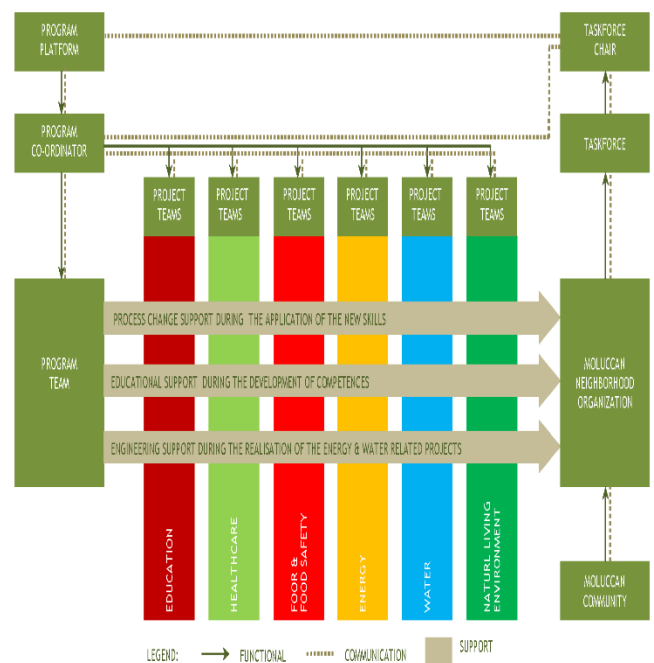 PROGRAM
PLATFORM
TASKFORCE
CHAIR
PROGRAM
CO-ORDINATOR
TASKFORCE
PROJECT
TEAMS
PROJECT
TEAMS
PROJECT
TEAMS
PROJECT
TEAMS
PROJECT
TEAMS
PROJECT
TEAMS
PROGRAM
TEAM
PROCESS CHANGE SUPPORT DURING THE APPLICATION OF THE NEW SKILLS
EDUCATIONAL SUPPORT DURING THE DEVELOPMENT OF COMPETENCES
ENGINEERING SUPPORT DURING THE REALISATION OF THE ENERGY & WATER RELATED PROJECTS
MOLUCCAN
NEIGHBORHOOD
ORGANIZATION
EDUCATION
HEALTHCARE
FOOR &
FOOD SAFETY
ENERGY
WATER
NATURL LIVING
ENVIRONMENT
MOLUCCAN
COMMUNITY
LEGEND: FUNCTIONAL COMMUNICATION SUPPORT